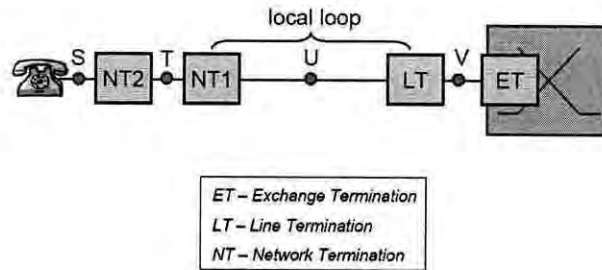 local loop
S T U V
NT2 NT1 LT ET
ET – Exchange Termination
LT – Line Termination
NT – Network Termination